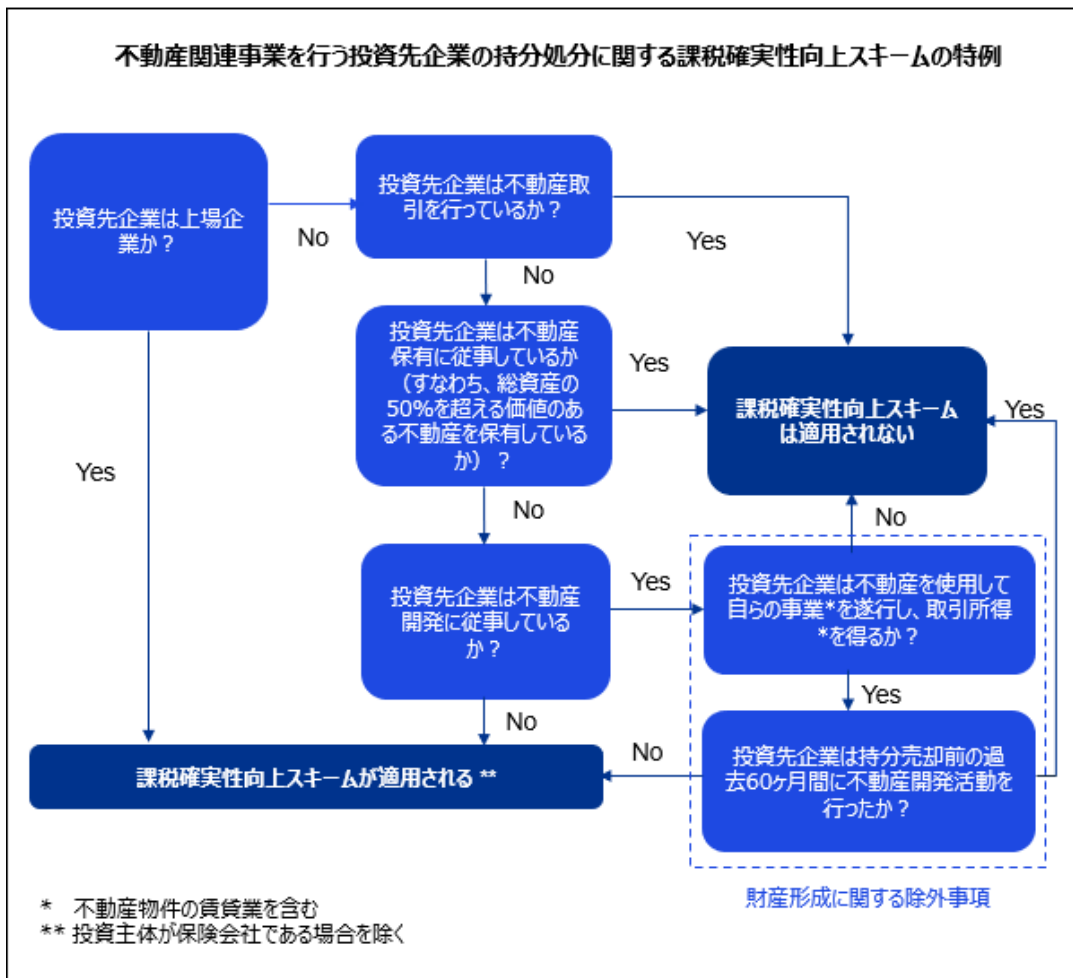 不動産関連事業を行う投資先企業の持分処分に関する課税確実性向上スキームの特例
投資先企業は上場企
業か？
No
投資先企業は不動産取
引を行っているか？
Yes
No
投資先企業は不動産
保有に従事しているか
（すなわち、総資産の
50%を超える価値のあ
る不動産を保有している
か）？
Yes
課税確実性向上スキーム
は適用されない
Yes
Yes
No
No
投資先企業は不動産
開発に従事している
か？
Yes
投資先企業は不動産を使用して
自らの事業*を遂行し、取引所得
*を得るか？
Yes
No
課税確実性向上スキームが適用される **
No
投資先企業は持分売却前の過
去60ヶ月間に不動産開発活動を
行ったか？
財産形成に関する除外事項
* 不動産物件の賃貸業を含む
** 投資主体が保険会社である場合を除く